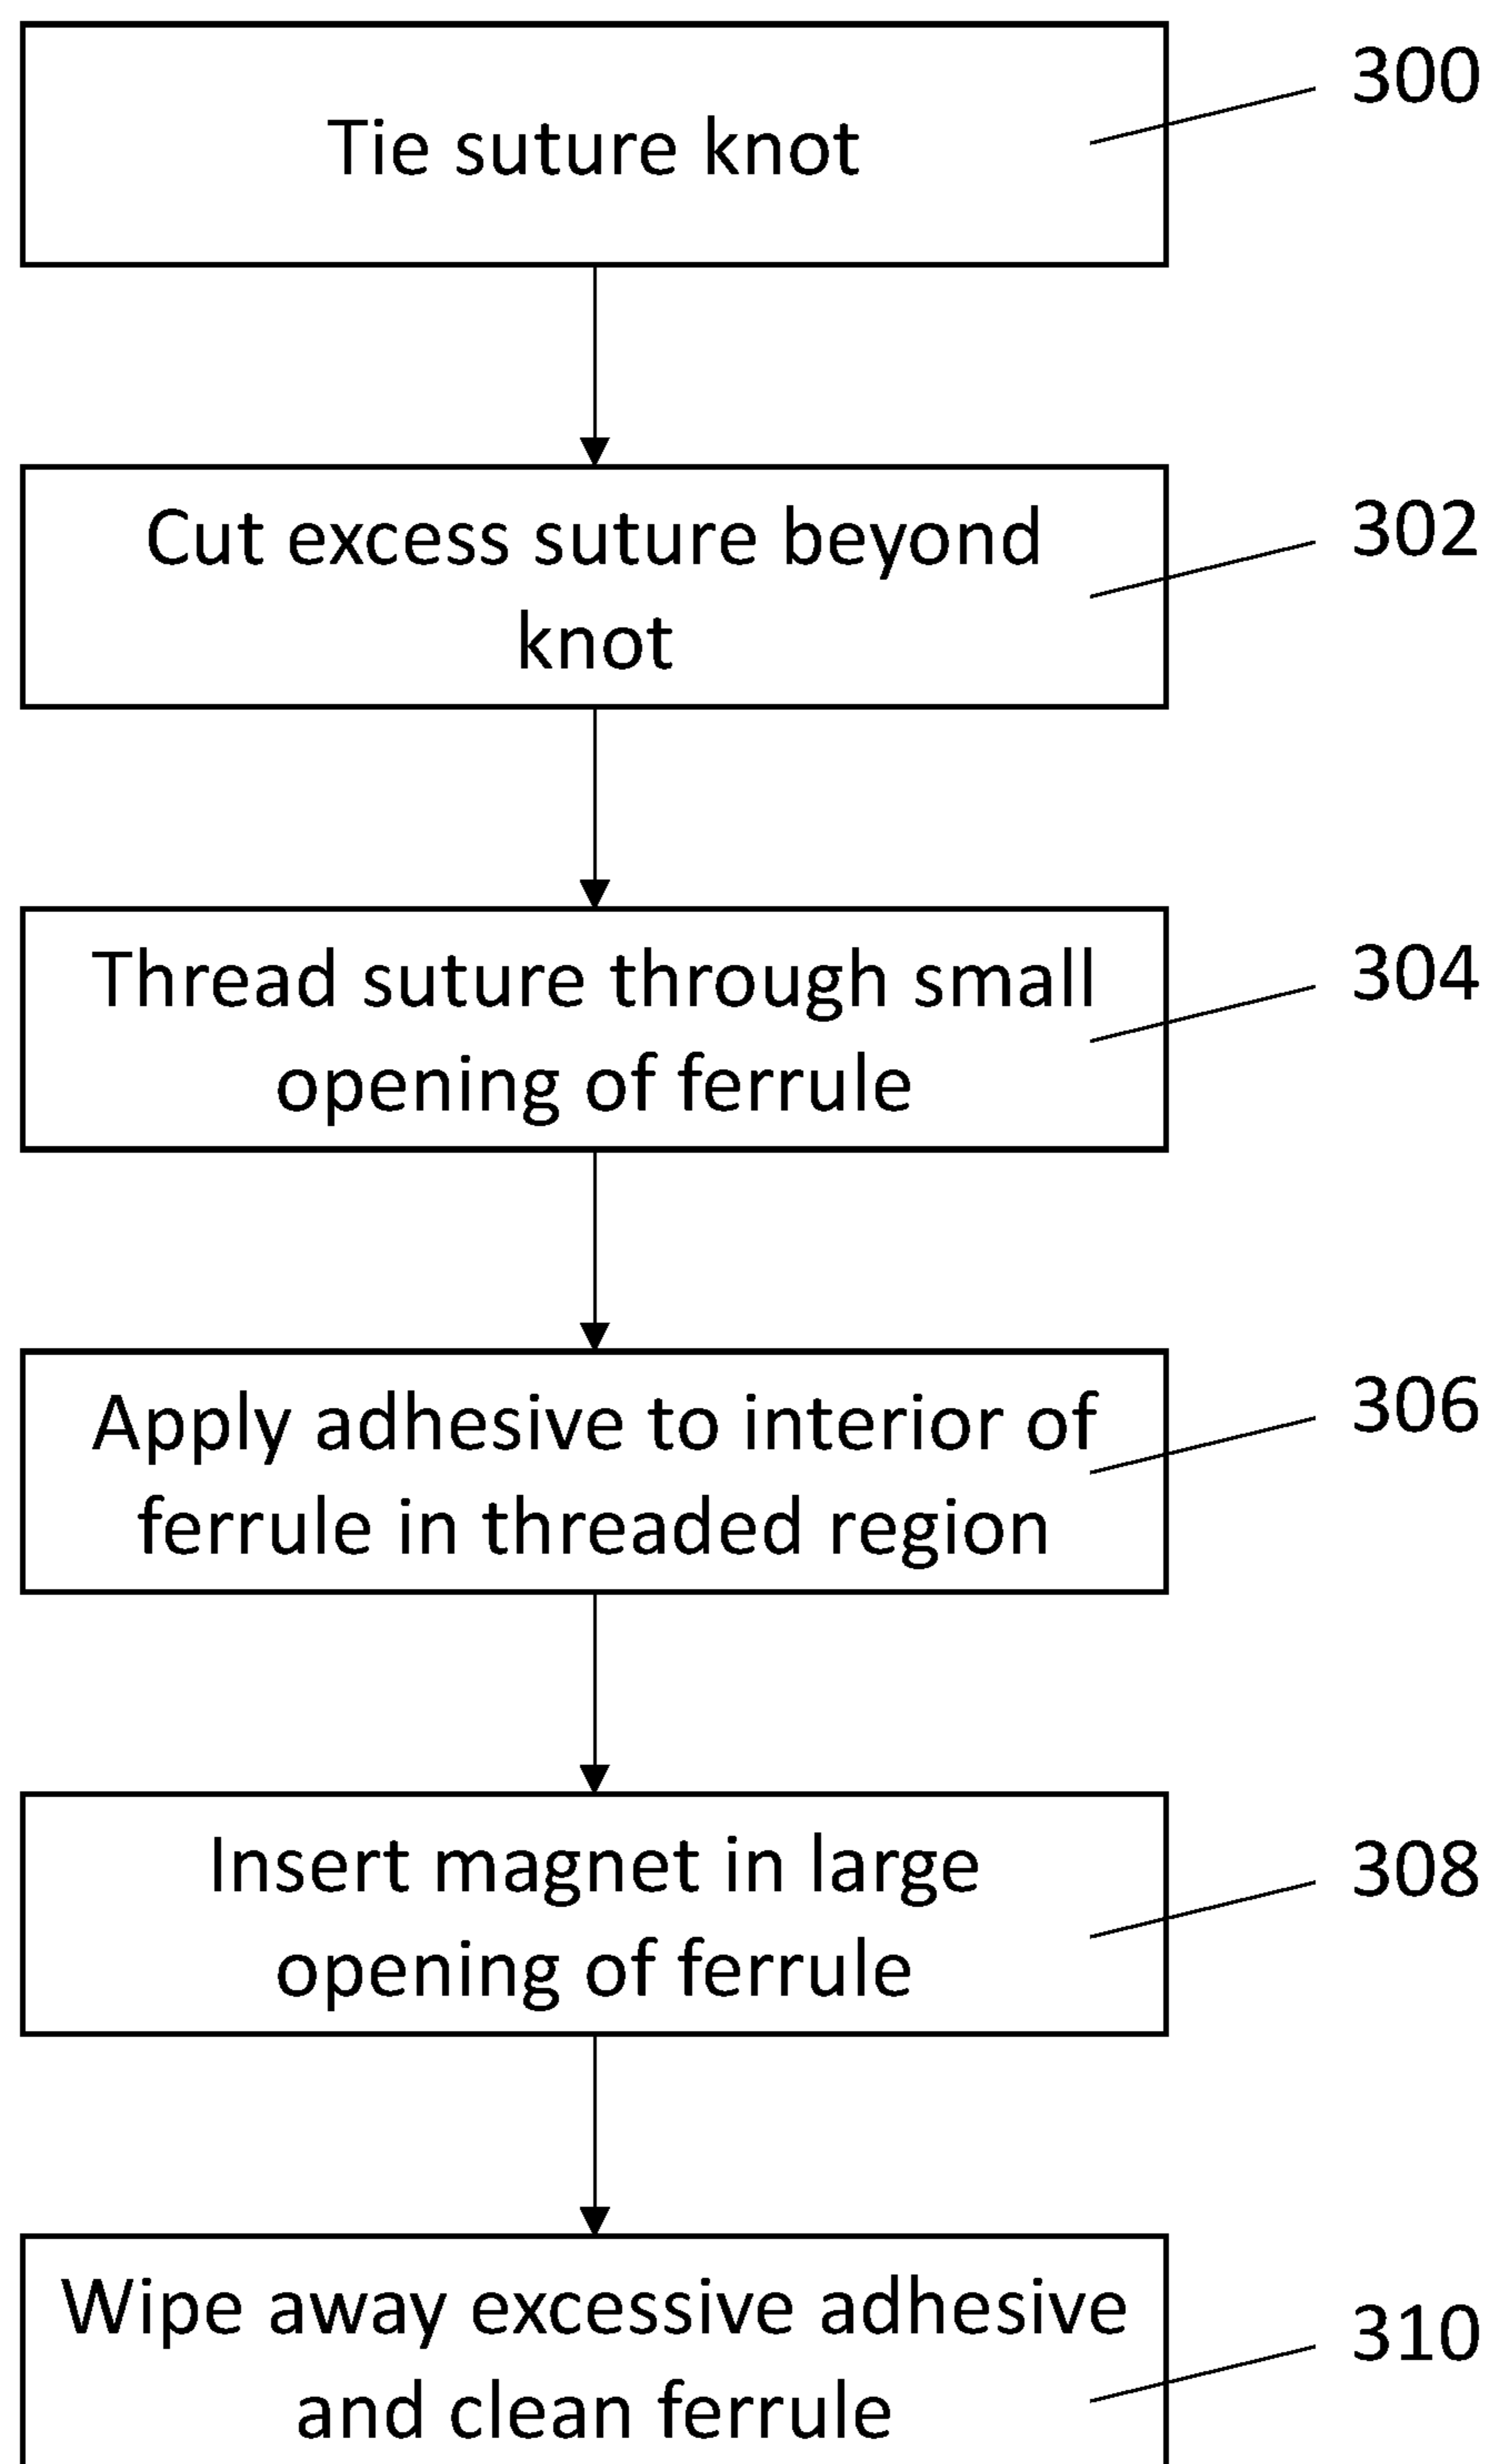 Tie suture knot
300
Cut excess suture beyond
knot
302
Thread suture through small
opening of ferrule
304
Apply adhesive to interior of
ferrule in threaded region
306
Insert magnet in large
opening of ferrule
308
Wipe away excessive adhesive
and clean ferrule
310